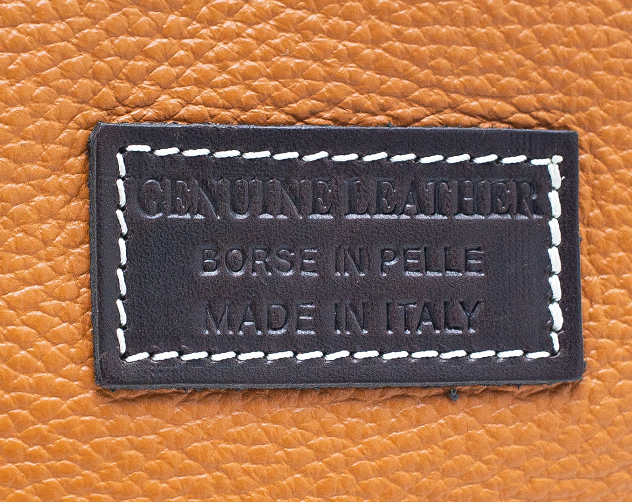 GENUINE LEATHER
BORSE IN PELLE
MADE IN ITALY